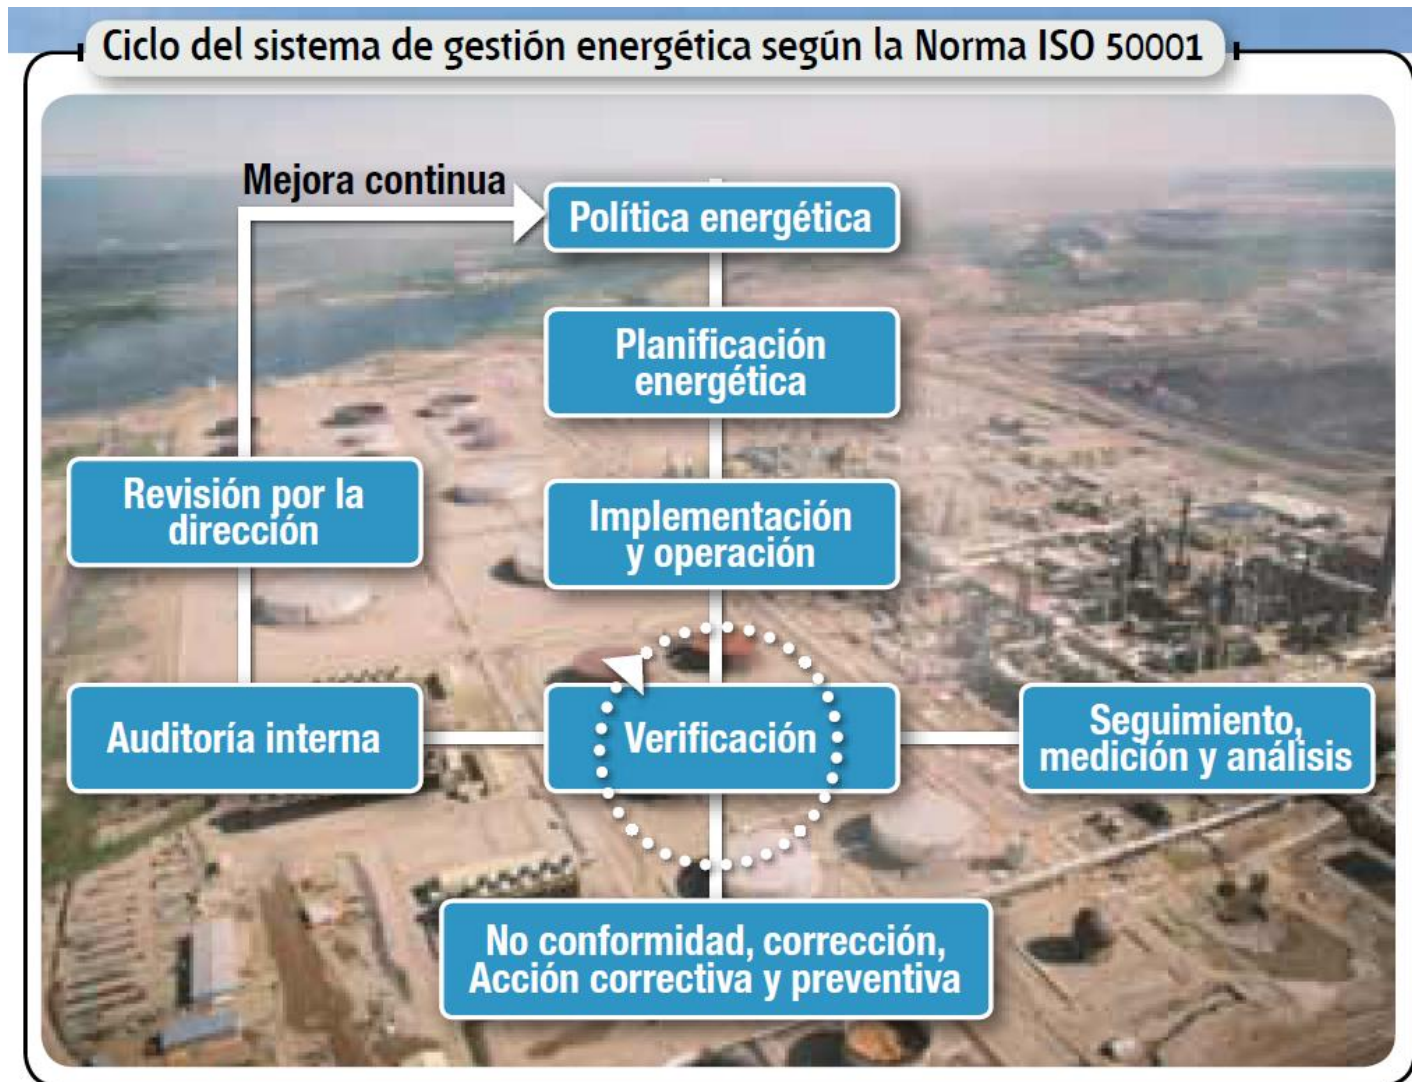 Ciclo del sistema de gestión energética según la Norma ISO 50001
Mejora continua
Política energética
Planificación
energética
Revisión por la
dirección
Implementación
y operación
Auditoría interna
Verificación
Seguimiento,
medición y análisis
No conformidad, corrección,
Acción correctiva y preventiva